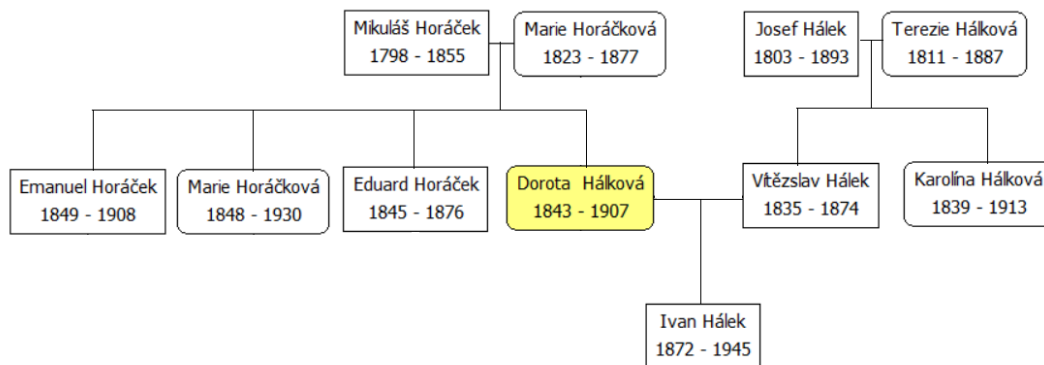 Mikuláš Horáček
1798 - 1855
Marie Horáčková
1823 - 1877
Josef Hálek
1803 - 1893
Terezie Hálková
1811 - 1887
Emanuel Horáček
1849 - 1908
Marie Horáčková
1848 - 1930
Eduard Horáček
1845 - 1876
Dorota Hálková
1843 - 1907
Vítězslav Hálek
1835 - 1874
Karolína Hálková
1839 - 1913
Ivan Hálek
1872 - 1945